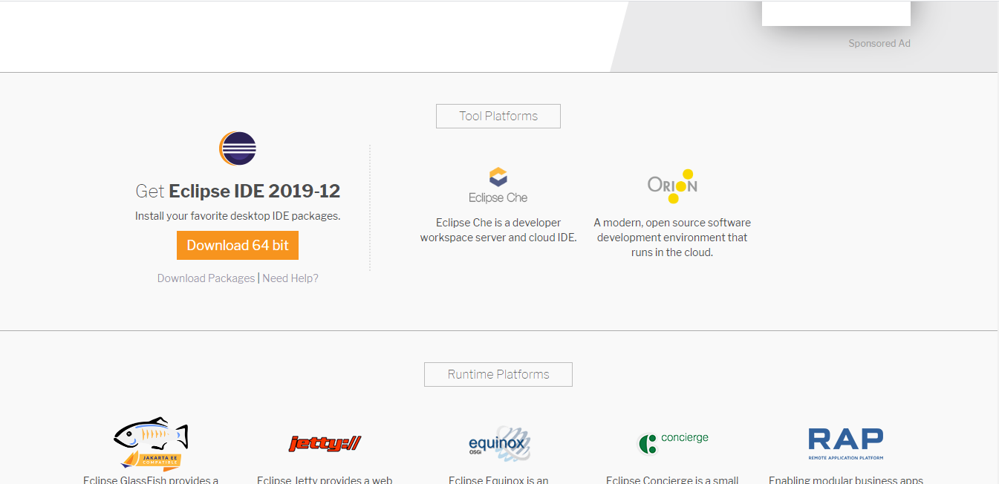 Sponsored Ad
Tool Platforms
Get Eclipse IDE 2019-12
Install your favorite desktop IDE packages.
Download 64 bit
Download Packages | Need Help?
Eclipse Che
Eclipse Che is a developer
workspace server and cloud IDE.
ORION
A modern, open source software
development environment that
runs in the cloud.
Runtime Platforms
JAKARTA EE
COMPATIBLE
Eclipse GlassFish provides a
jetty://
Eclipse Jetty provides a web
equinox
OSGi
Eclipse Equinox is an
concierge
Eclipse Concierge is a small
RAP
REMOTE APPLICATION PLATFORM
Enabling modular business apps